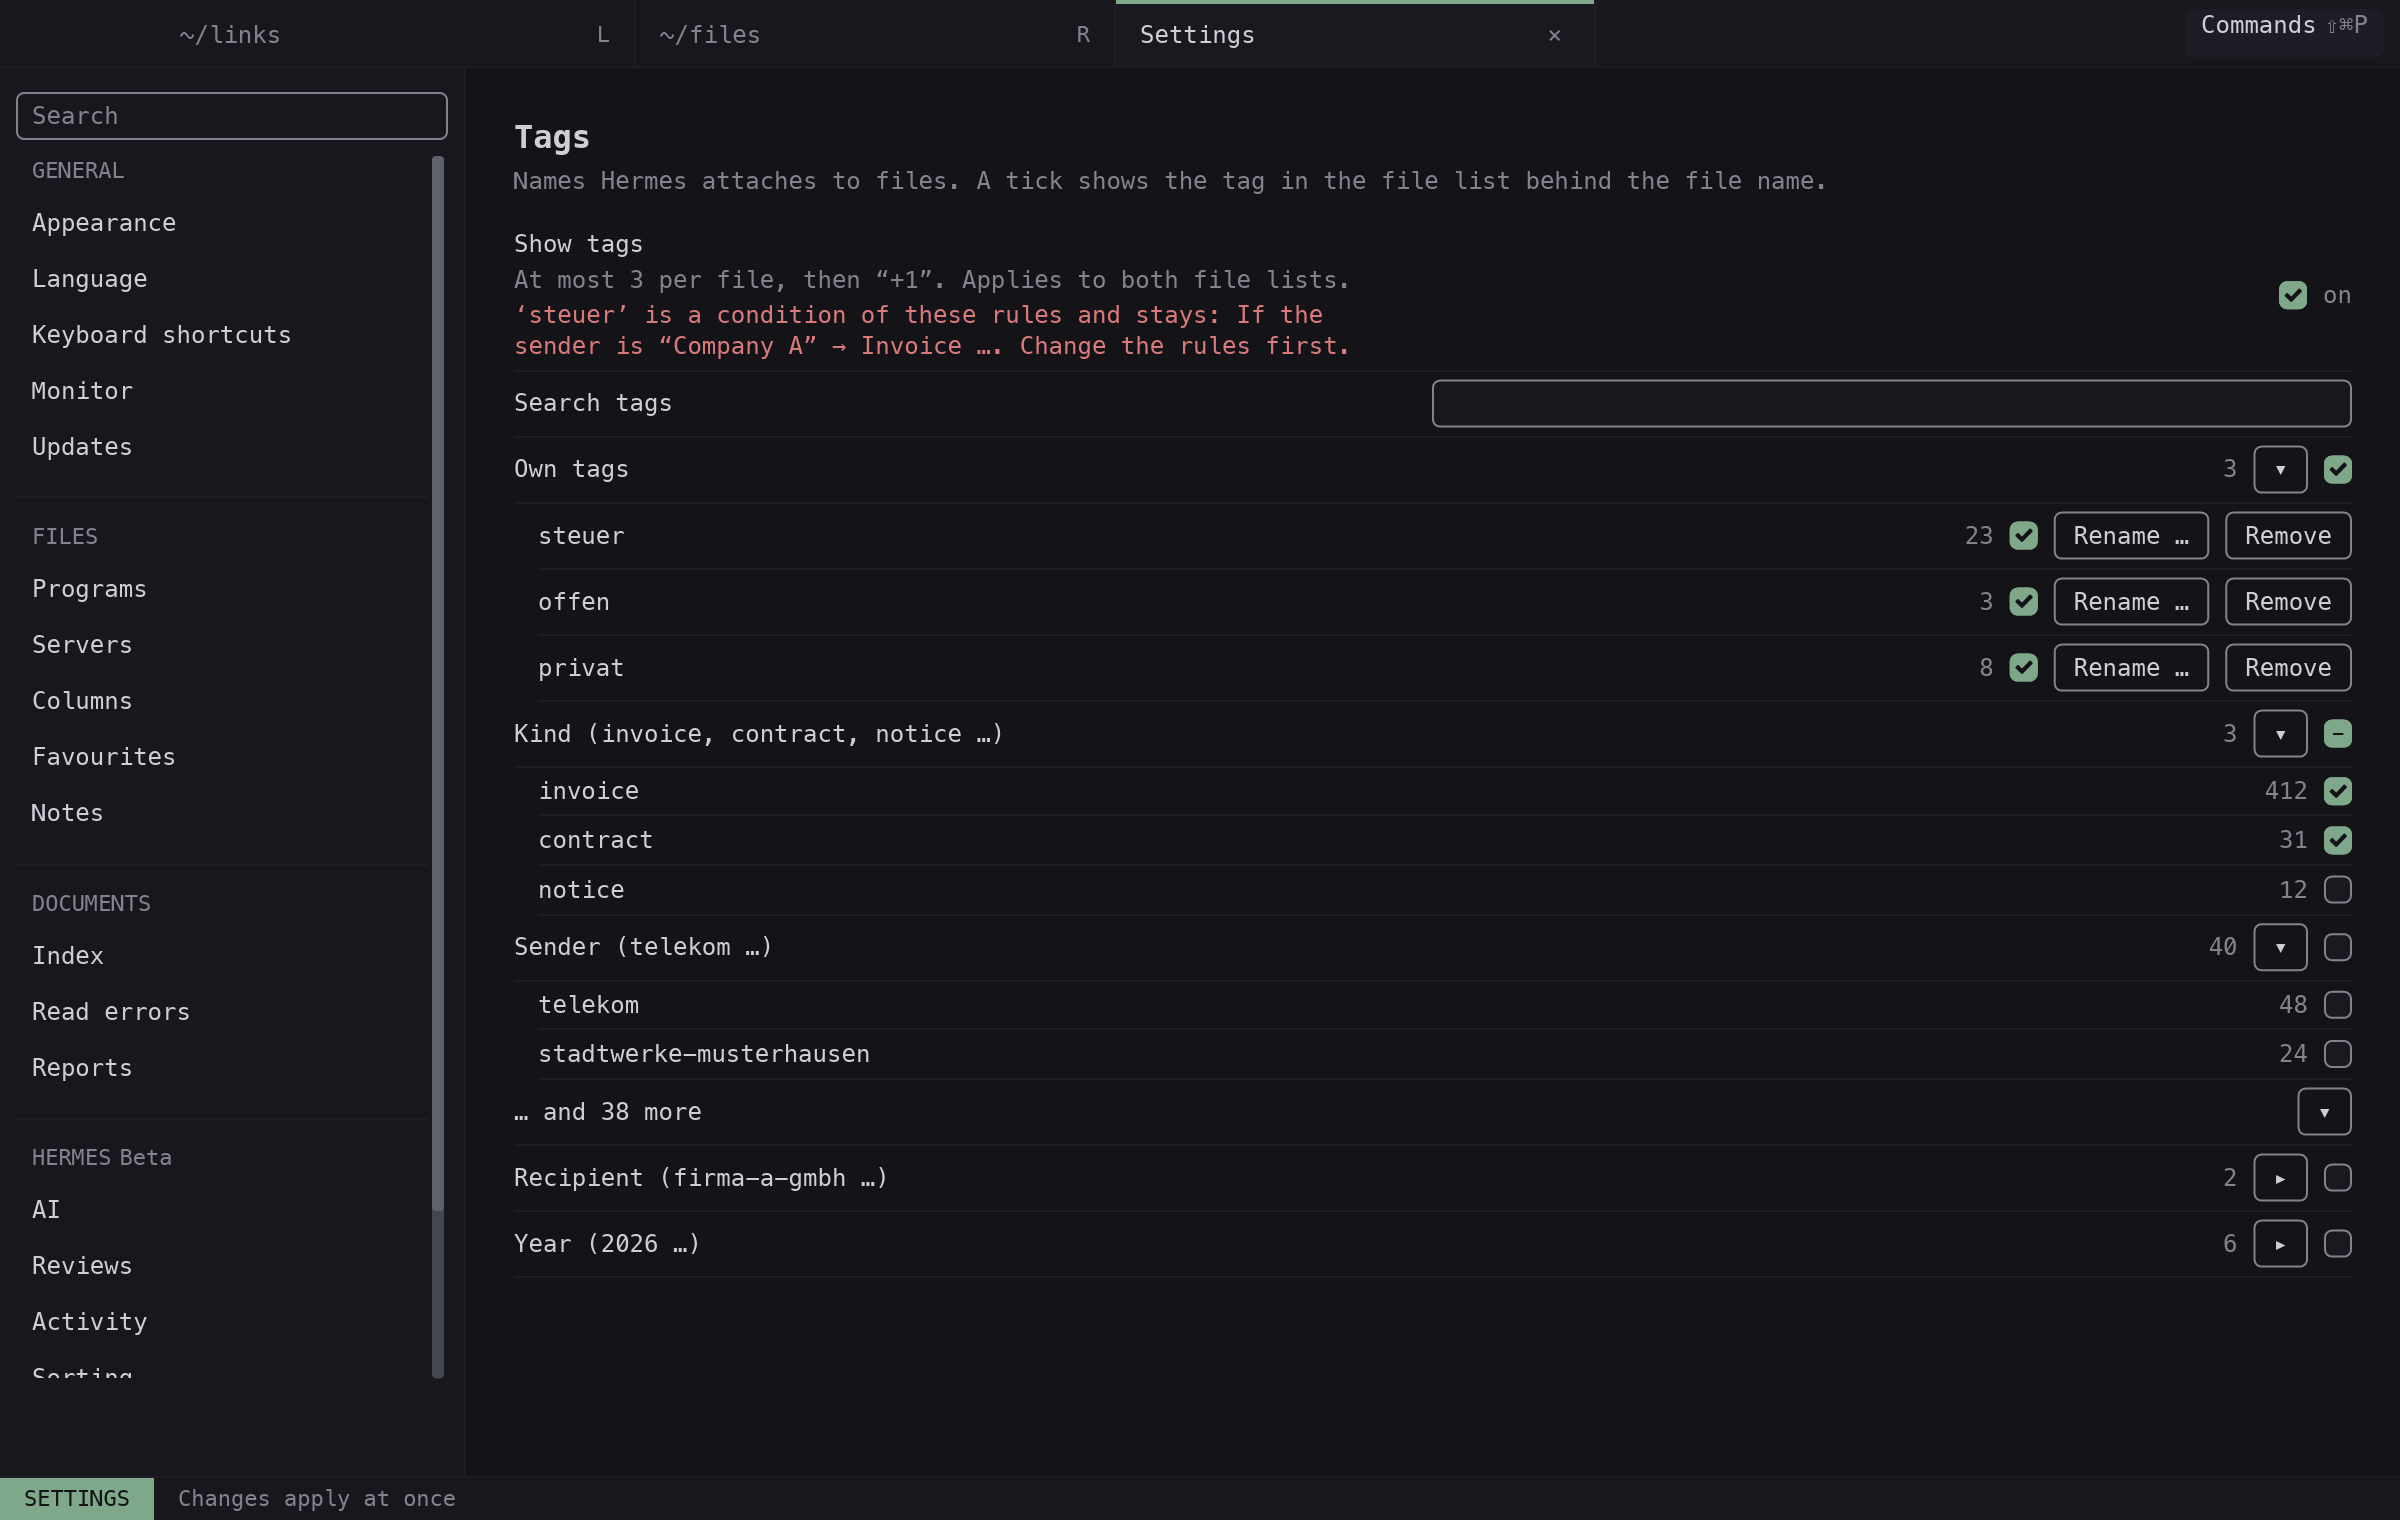 ~/links L ~/files R Settings × Commands ⇧⌘P
Search
GENERAL
Appearance
Language
Keyboard shortcuts
Monitor
Updates
FILES
Programs
Servers
Columns
Favourites
Notes
DOCUMENTS
Index
Read errors
Reports
HERMES Beta
AI
Reviews
Activity
Sorting
Tags
Names Hermes attaches to files. A tick shows the tag in the file list behind the file name.
Show tags
At most 3 per file, then “+1”. Applies to both file lists.
‘steuer’ is a condition of these rules and stays: If the
sender is “Company A” → Invoice …. Change the rules first.
on
Search tags
Own tags 3 ▾
steuer 23 Rename … Remove
offen 3 Rename … Remove
privat 8 Rename … Remove
Kind (invoice, contract, notice …) 3 ▾
invoice 412
contract 31
notice 12
Sender (telekom …) 40 ▾
telekom 48
stadtwerke-musterhausen 24
… and 38 more ▾
Recipient (firma-a-gmbh …) 2 ▸
Year (2026 …) 6 ▸
SETTINGS Changes apply at once